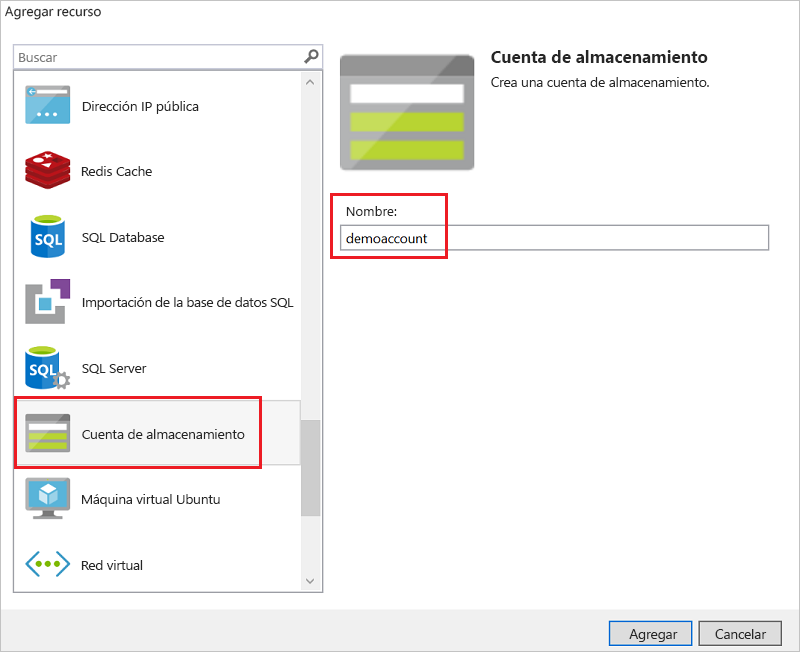 Agregar recurso
Buscar
Dirección IP pública
Redis Cache
SQL
SQL Database
Importación de la base de datos SQL
SQL
SQL Server
Cuenta de almacenamiento
Máquina virtual Ubuntu
Red virtual
Cuenta de almacenamiento
Crea una cuenta de almacenamiento.
Nombre:
demoaccount
Agregar
Cancelar